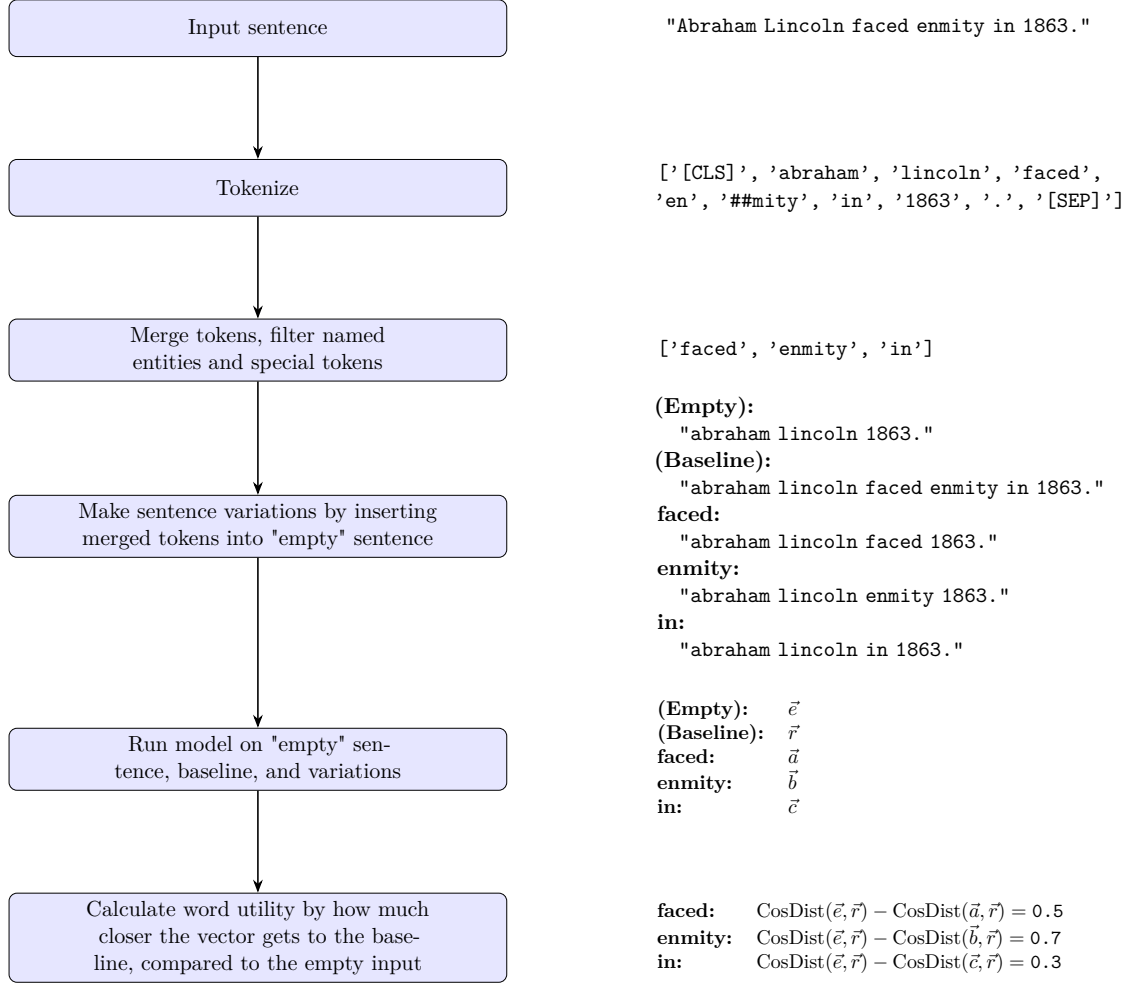 Input sentence
"Abraham Lincoln faced enmity in 1863."
Tokenize
['[CLS]', 'abraham', 'lincoln', 'faced',
'en', '##mity', 'in', '1863', '.', '[SEP]']
Merge tokens, filter named
entities and special tokens
['faced', 'enmity', 'in']
Make sentence variations by inserting
merged tokens into "empty" sentence
(Empty):
"abraham lincoln 1863."
(Baseline):
"abraham lincoln faced enmity in 1863."
faced:
"abraham lincoln faced 1863."
enmity:
"abraham lincoln enmity 1863."
in:
"abraham lincoln in 1863."
Run model on "empty" sen-
tence, baseline, and variations
(Empty): e⃗
(Baseline): r⃗
faced: a⃗
enmity: b⃗
in: c⃗
Calculate word utility by how much
closer the vector gets to the base-
line, compared to the empty input
faced: CosDist(e⃗, r⃗) − CosDist(a⃗, r⃗) = 0.5
enmity: CosDist(e⃗, r⃗) − CosDist(b⃗, r⃗) = 0.7
in: CosDist(e⃗, r⃗) − CosDist(c⃗, r⃗) = 0.3